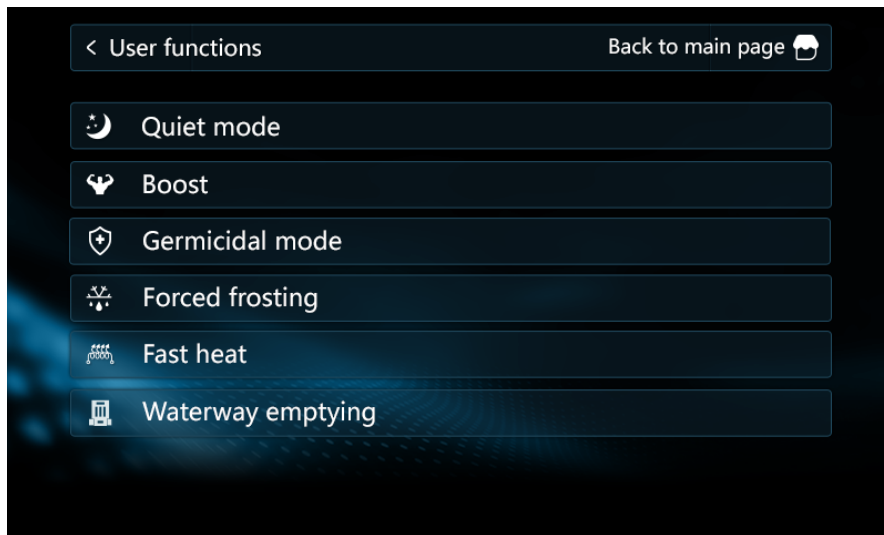 < User functions
Back to main page
Quiet mode
Boost
Germicidal mode
Forced frosting
Fast heat
Waterway emptying